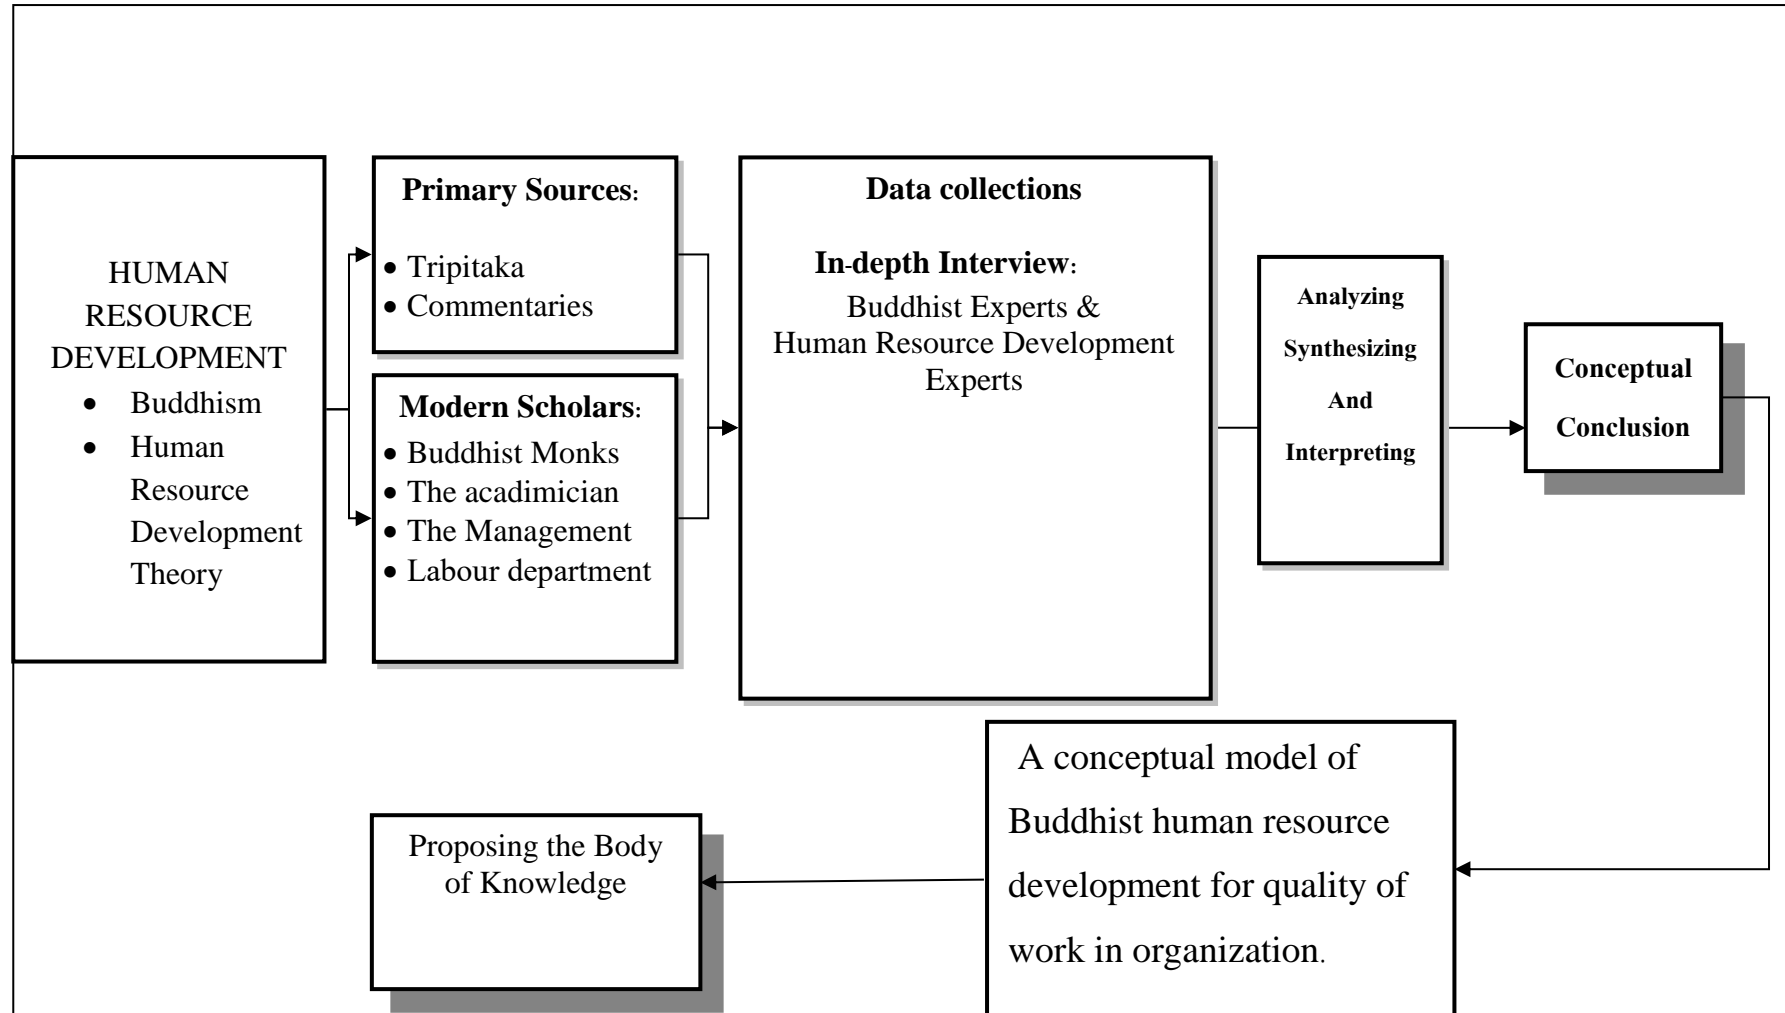 HUMAN
RESOURCE
DEVELOPMENT
• Buddhism
• Human
Resource
Development
Theory
Primary Sources:
• Tripitaka
• Commentaries
Modern Scholars:
• Buddhist Monks
• The acadimician
• The Management
• Labour department
Data collections
In-depth Interview:
Buddhist Experts &
Human Resource Development
Experts
Analyzing
Synthesizing
And
Interpreting
Conceptual
Conclusion
A conceptual model of
Buddhist human resource
development for quality of
work in organization.
Proposing the Body
of Knowledge